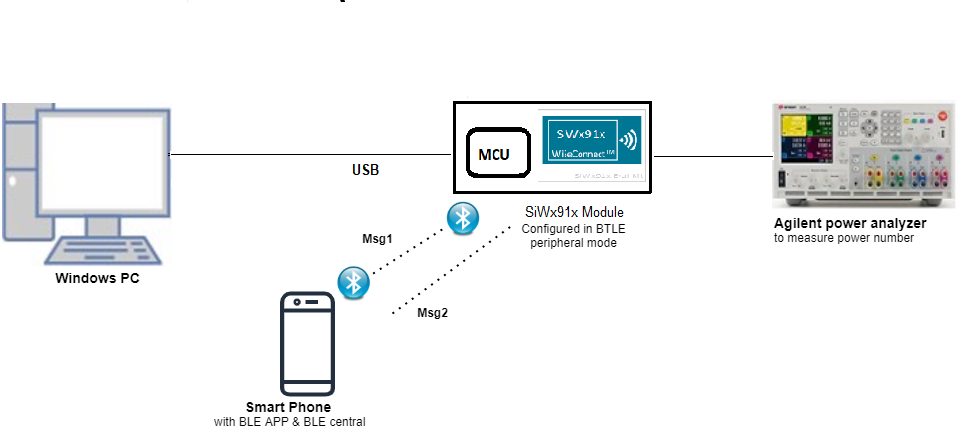 MCU
SiWx91x
WiseConnect™
USB
SiWx91x Module
Configured in BTLE
peripheral mode
Agilent power analyzer
to measure power number
Msg1
Windows PC
Msg2
Smart Phone
with BLE APP & BLE central